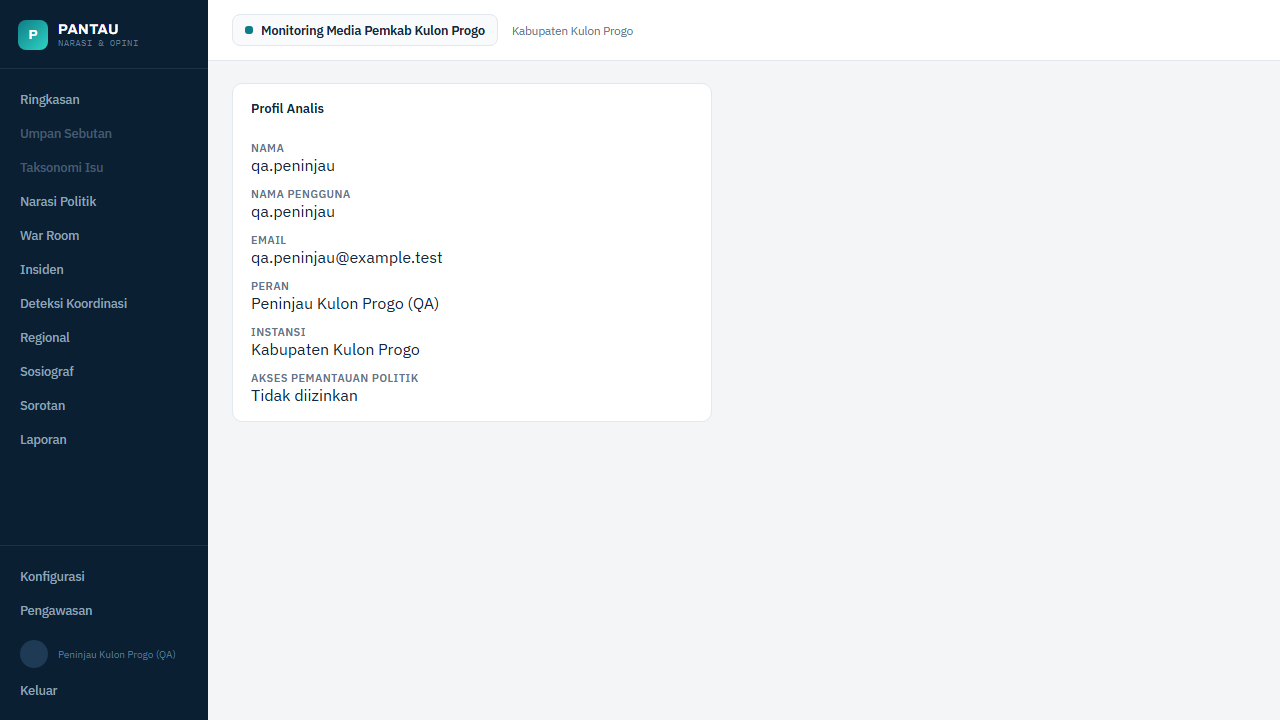 P
PANTAU
NARASI & OPINI
Ringkasan
Umpan Sebutan
Taksonomi Isu
Narasi Politik
War Room
Insiden
Deteksi Koordinasi
Regional
Sosiograf
Sorotan
Laporan
Konfigurasi
Pengawasan
Peninjau Kulon Progo (QA)
Keluar
Monitoring Media Pemkab Kulon Progo
Kabupaten Kulon Progo
Profil Analis
NAMA
qa.peninjau
NAMA PENGGUNA
qa.peninjau
EMAIL
qa.peninjau@example.test
PERAN
Peninjau Kulon Progo (QA)
INSTANSI
Kabupaten Kulon Progo
AKSES PEMANTAUAN POLITIK
Tidak diizinkan